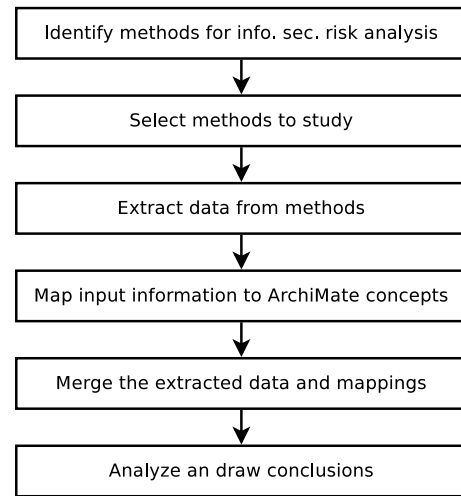 Identify methods for info. sec. risk analysis
Select methods to study
Extract data from methods
Map input information to ArchiMate concepts
Merge the extracted data and mappings
Analyze an draw conclusions